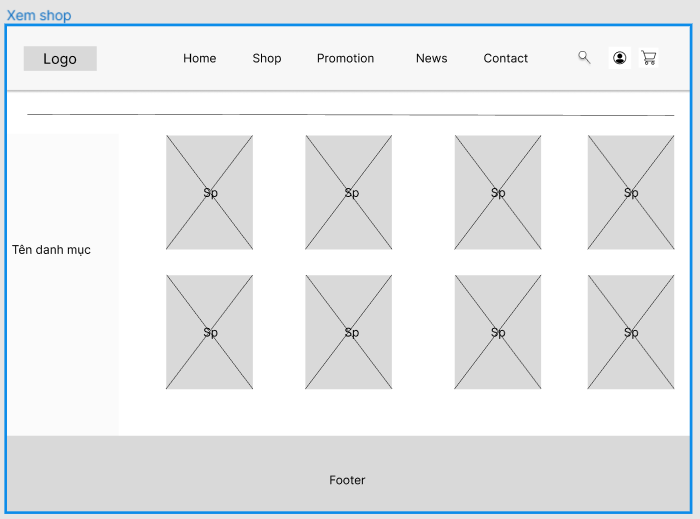 Xem shop
Logo Home Shop Promotion News Contact
Sp Sp Sp Sp
Tên danh mục
Sp Sp Sp Sp
Footer